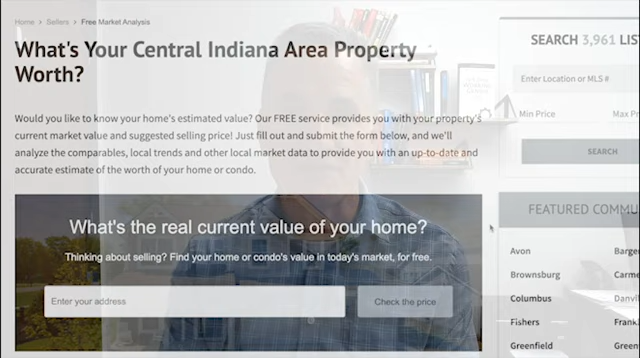 Home > Sellers > Free Market Analysis
What's Your Central Indiana Area Property
Worth?
Would you like to know your home's estimated value? Our FREE service provides you with your property's
current market value and suggested selling price! Just fill out and submit the form below, and we'll
analyze the comparables, local trends and other local market data to provide you with an up-to-date and
accurate estimate of the worth of your home or condo.
What's the real current value of your home?
Thinking about selling? Find your home or condo's value in today's market, for free.
Enter your address
Check the price
SEARCH 3,961 LIS
Enter Location or MLS #
Min Price Max Pr
SEARCH
FEATURED COMMU
Avon Barge
Brownsburg Carme
Columbus Danvil
Fishers Frankl
Greenfield Green